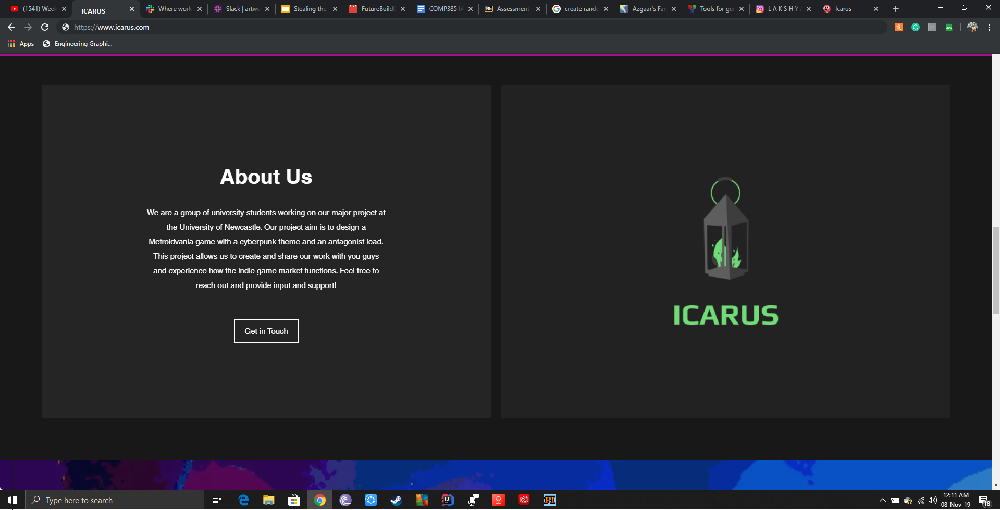 (1541) Week
ICARUS
Where work
Slack | artwo
Stealing the
FutureBuild
COMP3851A
Bb
Assessment
create rando
Azgaar's Fan
Tools for gen
L Λ K S H Y
Icarus
https://www.icarus.com
Apps
Engineering Graphi...
About Us
We are a group of university students working on our major project at
the University of Newcastle. Our project aim is to design a
Metroidvania game with a cyberpunk theme and an antagonist lead.
This project allows us to create and share our work with you guys
and experience how the indie game market functions. Feel free to
reach out and provide input and support!
Get in Touch
ICARUS
Type here to search
12:11 AM
08-Nov-19
18